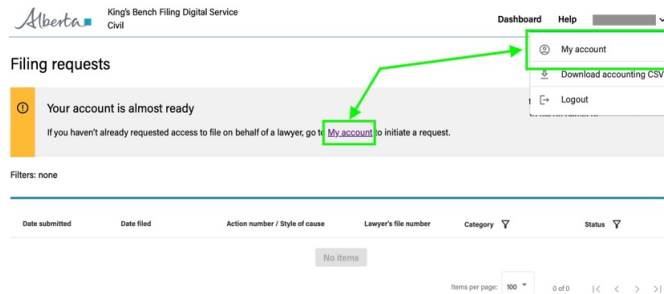 Alberta
King's Bench Filing Digital Service
Civil
Dashboard Help
My account
Download accounting CSV
Logout
Filing requests
Your account is almost ready
If you haven't already requested access to file on behalf of a lawyer, go to My account to initiate a request.
Filters: none
Date submitted Date filed Action number / Style of cause Lawyer's file number Category Status
No items
Items per page: 100 0 of 0